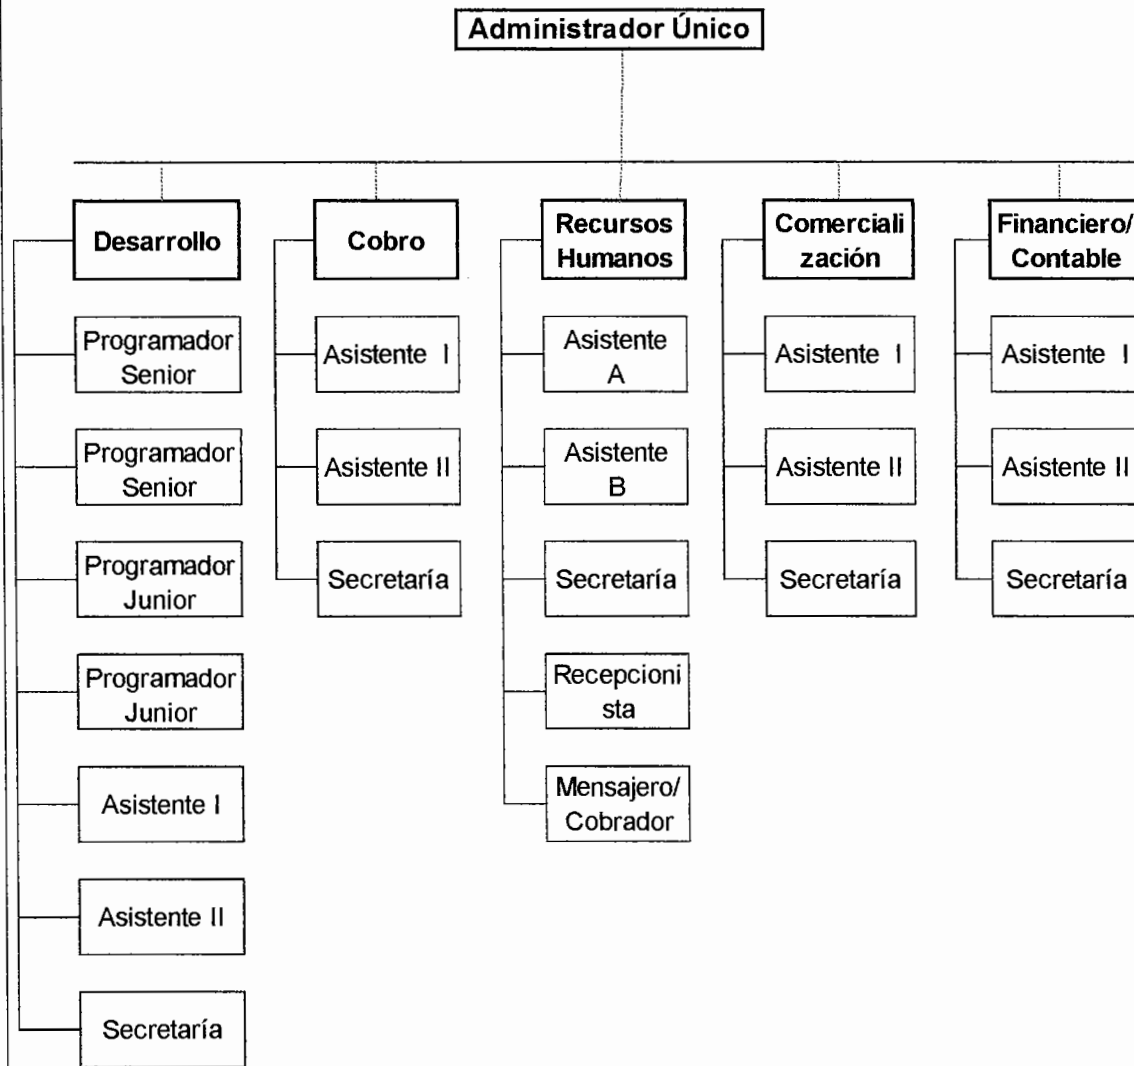 Administrador Único
Desarrollo
Programador
Senior
Programador
Senior
Programador
Junior
Programador
Junior
Asistente I
Asistente II
Secretaría
Cobro
Asistente I
Asistente II
Secretaría
Recursos
Humanos
Asistente
A
Asistente
B
Secretaría
Recepcioni
sta
Mensajero/
Cobrador
Comerciali
zación
Asistente I
Asistente II
Secretaría
Financiero/
Contable
Asistente I
Asistente II
Secretaría